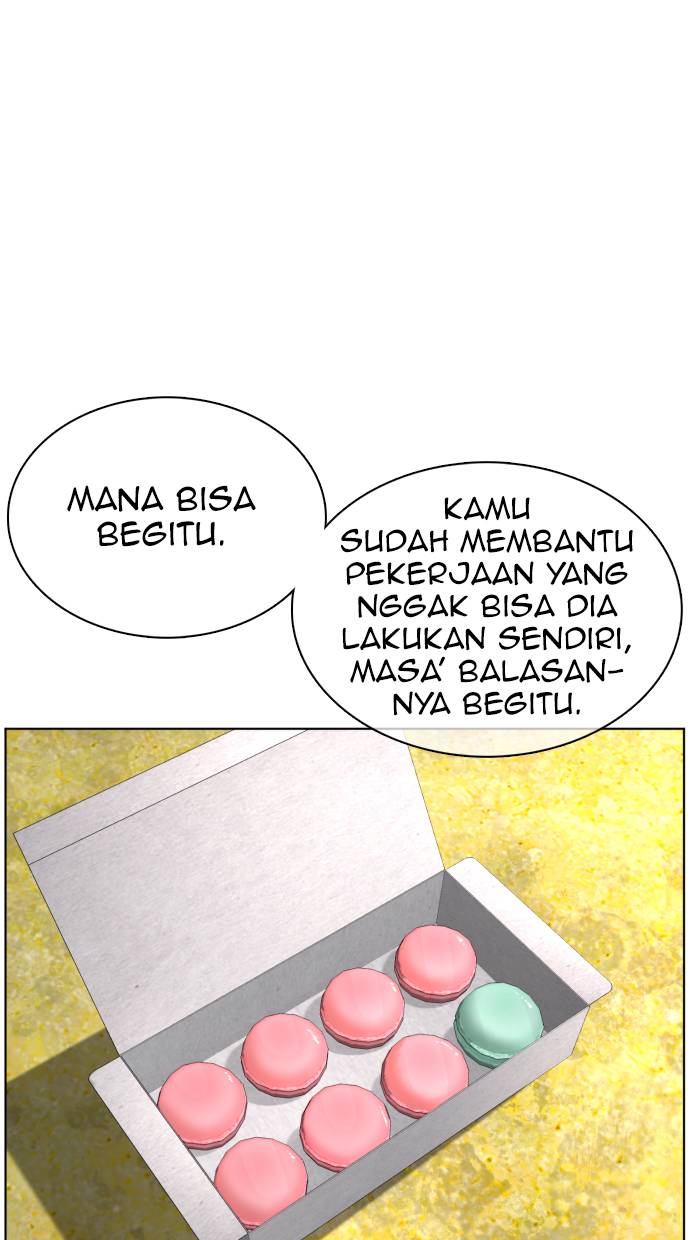 MANA BISA
BEGITU.
KAMU
SUDAH MEMBANTU
PEKERJAAN YANG
NGGAK BISA DIA
LAKUKAN SENDIRI,
MASA' BALASAN-
NYA BEGITU.